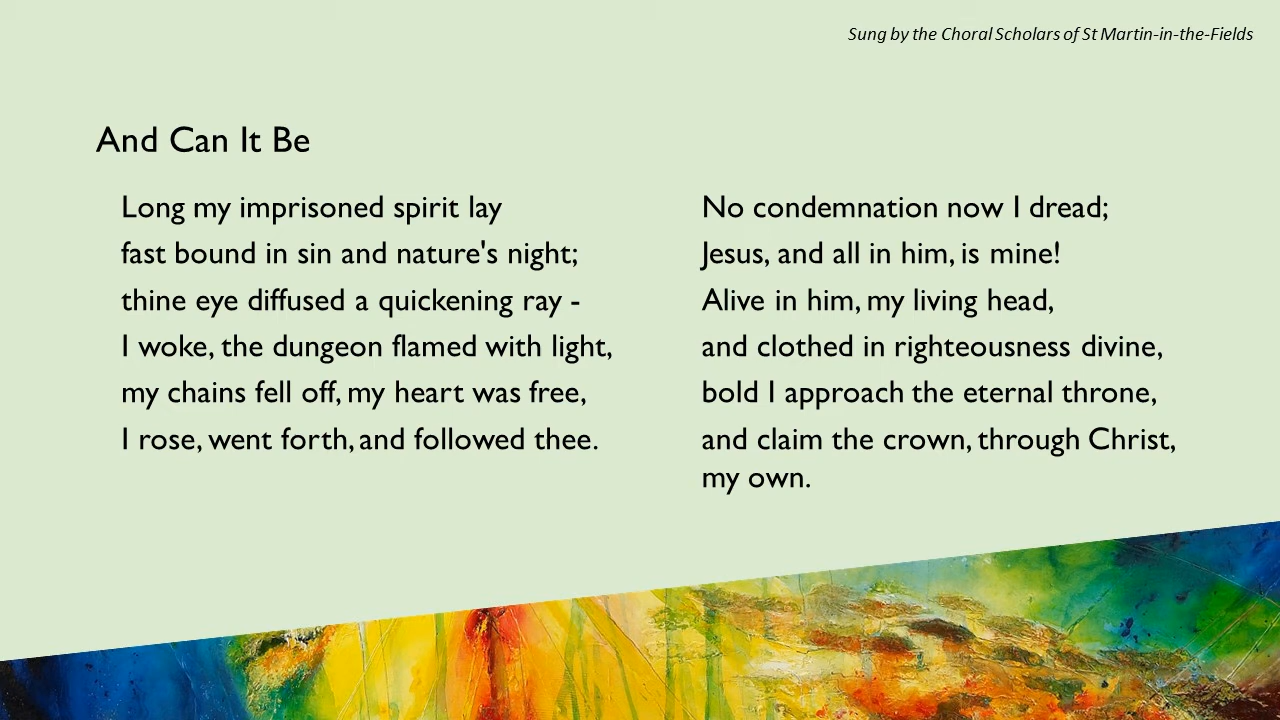 Sung by the Choral Scholars of St Martin-in-the-Fields
And Can It Be
Long my imprisoned spirit lay
fast bound in sin and nature's night;
thine eye diffused a quickening ray -
I woke, the dungeon flamed with light,
my chains fell off, my heart was free,
I rose, went forth, and followed thee.
No condemnation now I dread;
Jesus, and all in him, is mine!
Alive in him, my living head,
and clothed in righteousness divine,
bold I approach the eternal throne,
and claim the crown, through Christ,
my own.